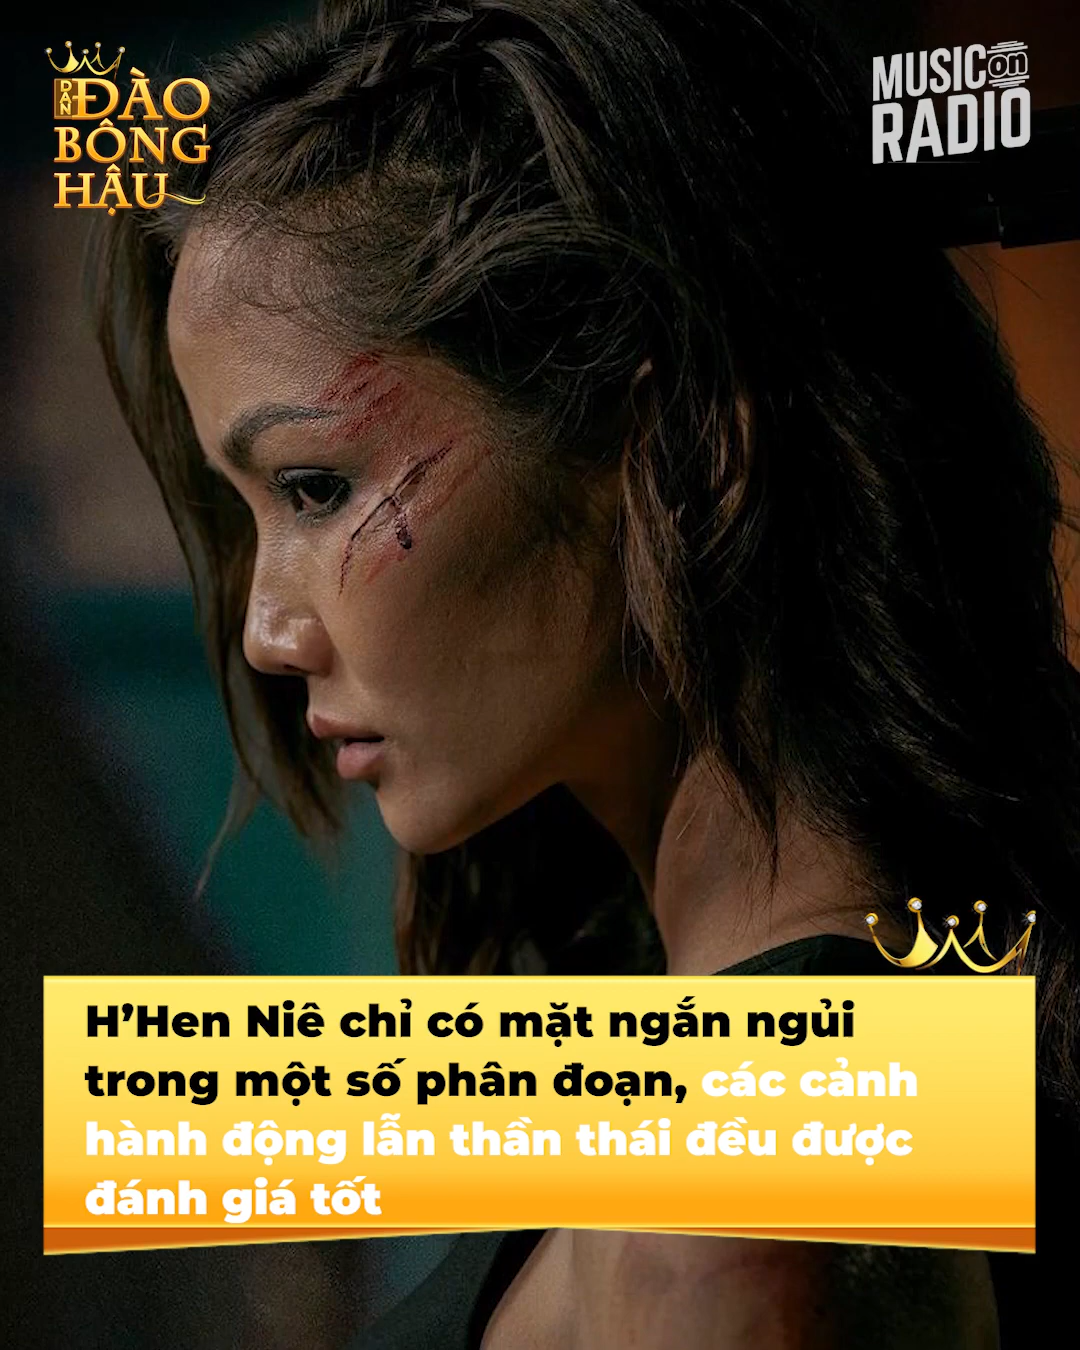 DÀN ĐÀO
BÔNG
HẬU
MUSIC on
RADIO
H’Hen Niê chỉ có mặt ngắn ngủi
trong một số phân đoạn, các cảnh
hành động lẫn thần thái đều được
đánh giá tốt